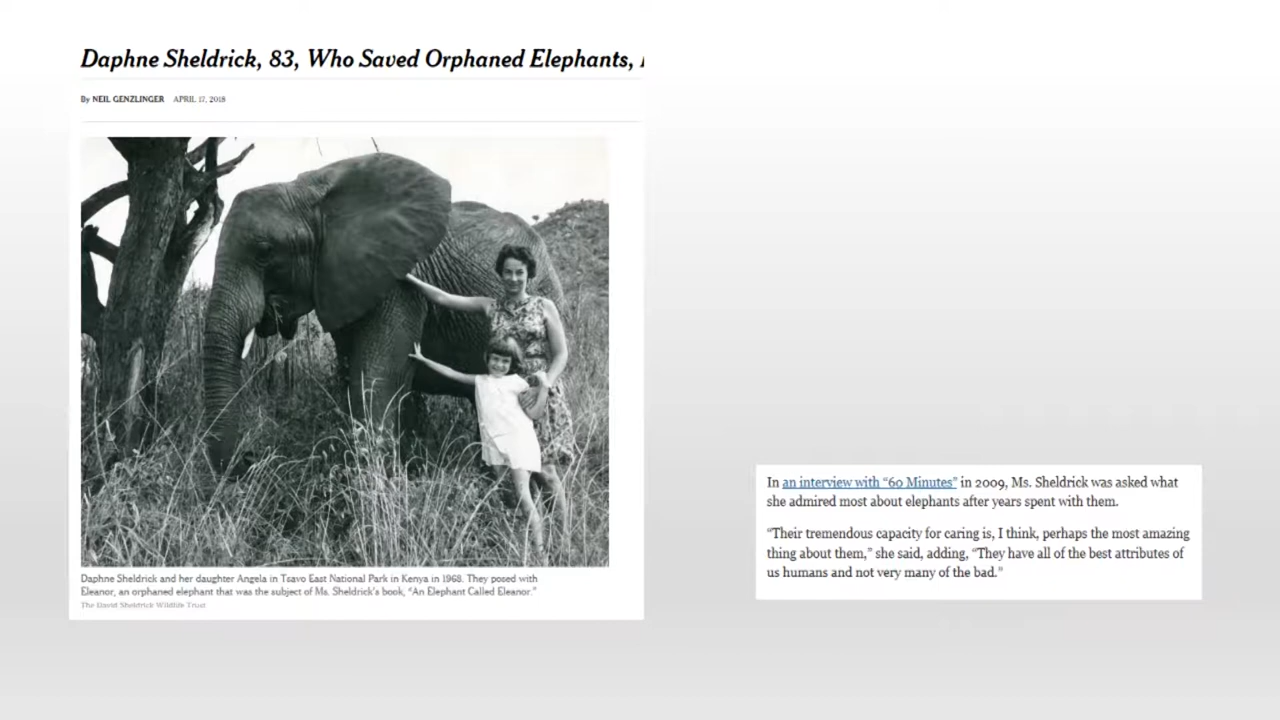 Daphne Sheldrick, 83, Who Saved Orphaned Elephants,
By NEIL GENZLINGER APRIL 17, 2018
Daphne Sheldrick and her daughter Angela in Tsavo East National Park in Kenya in 1968. They posed with
Eleanor, an orphaned elephant that was the subject of Ms. Sheldrick's book, “An Elephant Called Eleanor.”
The David Sheldrick Wildlife Trust
In an interview with “60 Minutes” in 2009, Ms. Sheldrick was asked what
she admired most about elephants after years spent with them.
“Their tremendous capacity for caring is, I think, perhaps the most amazing
thing about them,” she said, adding, “They have all of the best attributes of
us humans and not very many of the bad.”